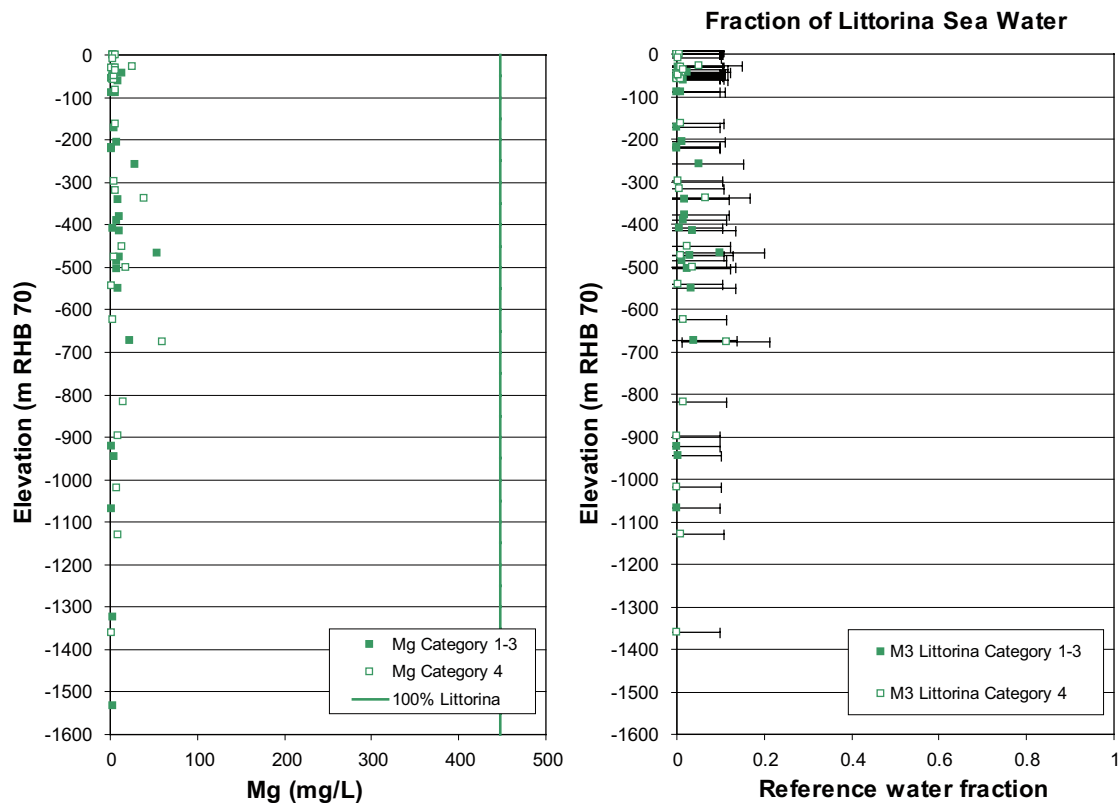 Fraction of Littorina Sea Water
0
-100
-200
-300
-400
-500
-600
-700
-800
-900
-1000
-1100
-1200
-1300
-1400
-1500
-1600
Elevation (m RHB 70)
Mg Category 1-3
Mg Category 4
100% Littorina
0 100 200 300 400 500
Mg (mg/L)
0
-100
-200
-300
-400
-500
-600
-700
-800
-900
-1000
-1100
-1200
-1300
-1400
-1500
-1600
Elevation (m RHB 70)
M3 Littorina Category 1-3
M3 Littorina Category 4
0 0.2 0.4 0.6 0.8 1
Reference water fraction